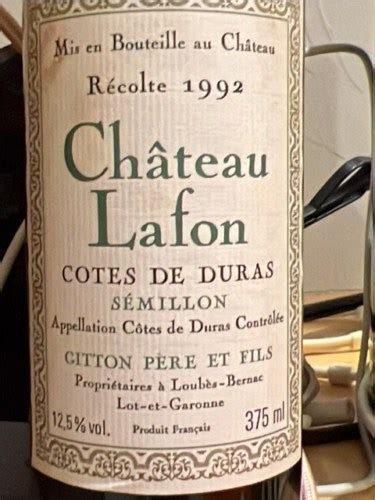 Mis en Bouteille au Château
Récolte 1992
Château
Lafon
COTES DE DURAS
SÉMILLON
Appellation Côtes de Duras Contrôlée
GITTON PÈRE ET FILS
Propriétaires à Loubès-Bernac
Lot-et-Garonne
12,5% vol. Produit Français 375 ml